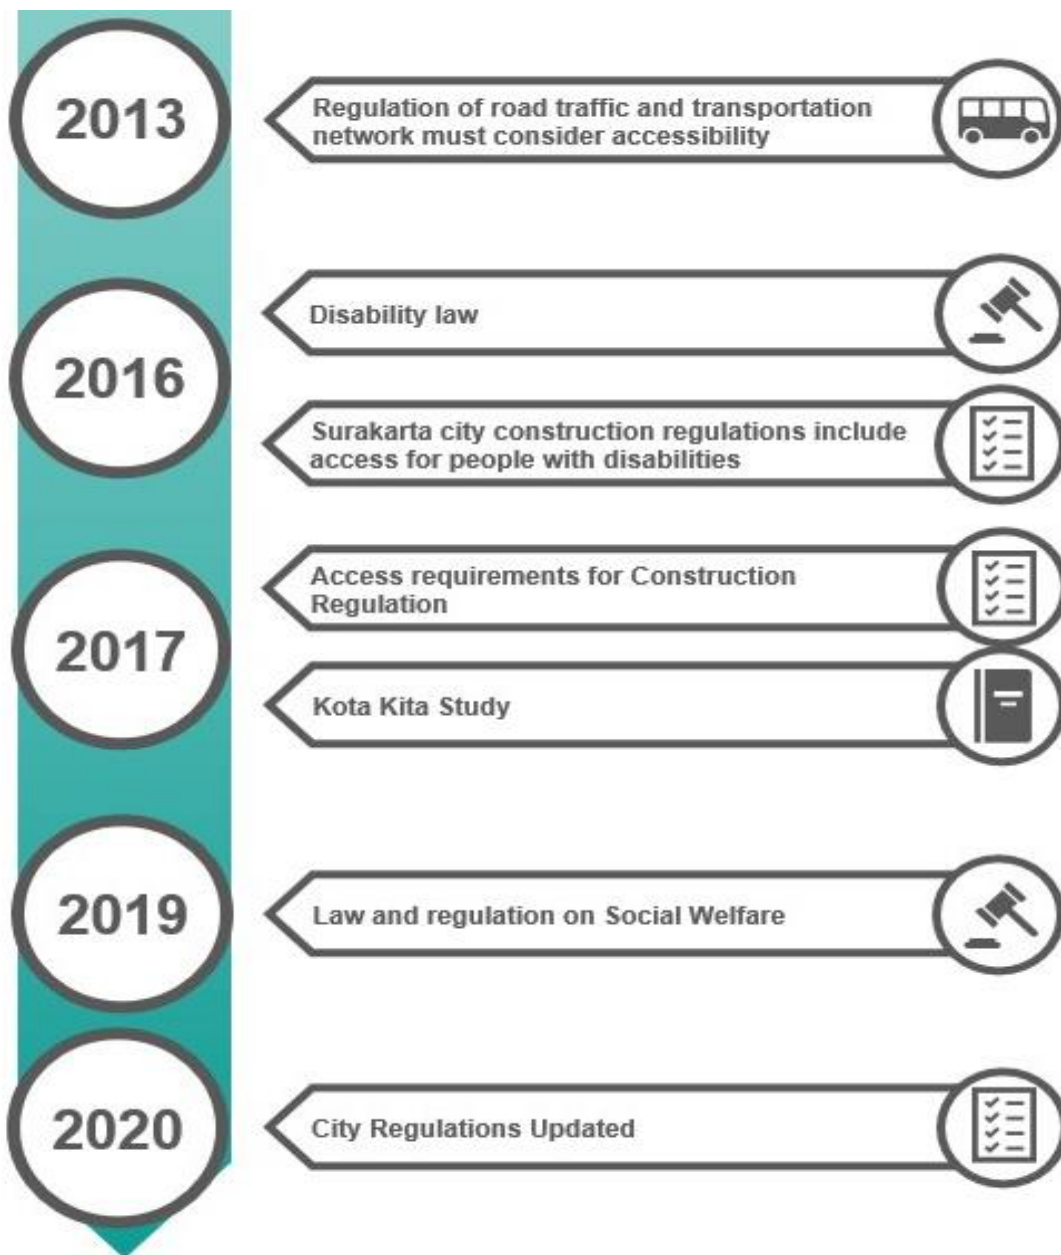 2013
Regulation of road traffic and transportation
network must consider accessibility
2016
Disability law
Surakarta city construction regulations include
access for people with disabilities
2017
Access requirements for Construction
Regulation
Kota Kita Study
2019
Law and regulation on Social Welfare
2020
City Regulations Updated